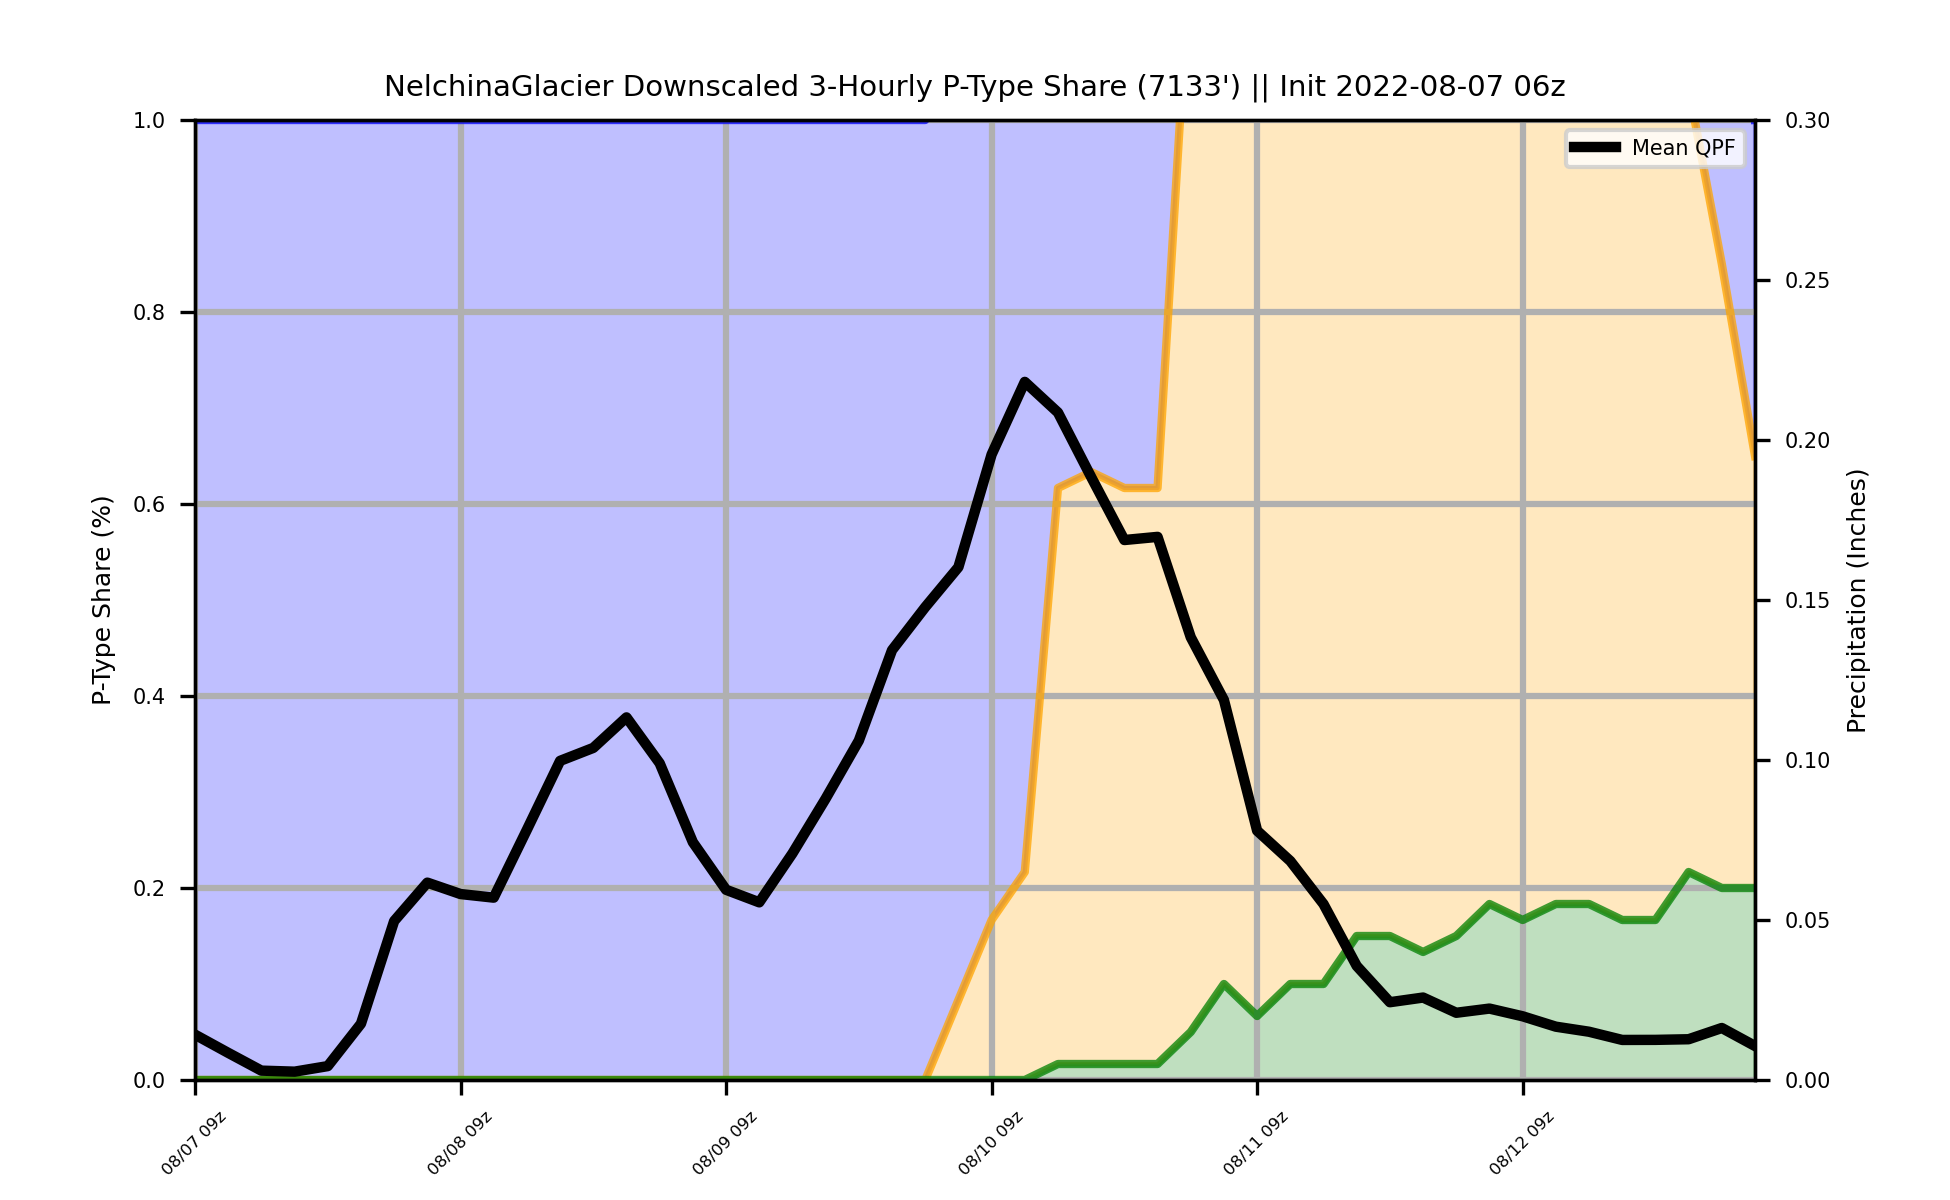 NelchinaGlacier Downscaled 3-Hourly P-Type Share (7133') || Init 2022-08-07 06z
Mean QPF
P-Type Share (%)
1.0
0.8
0.6
0.4
0.2
0.0
0.30
0.25
0.20
0.15
0.10
0.05
0.00
Precipitation (Inches)
08/07 09z
08/08 09z
08/09 09z
08/10 09z
08/11 09z
08/12 09z